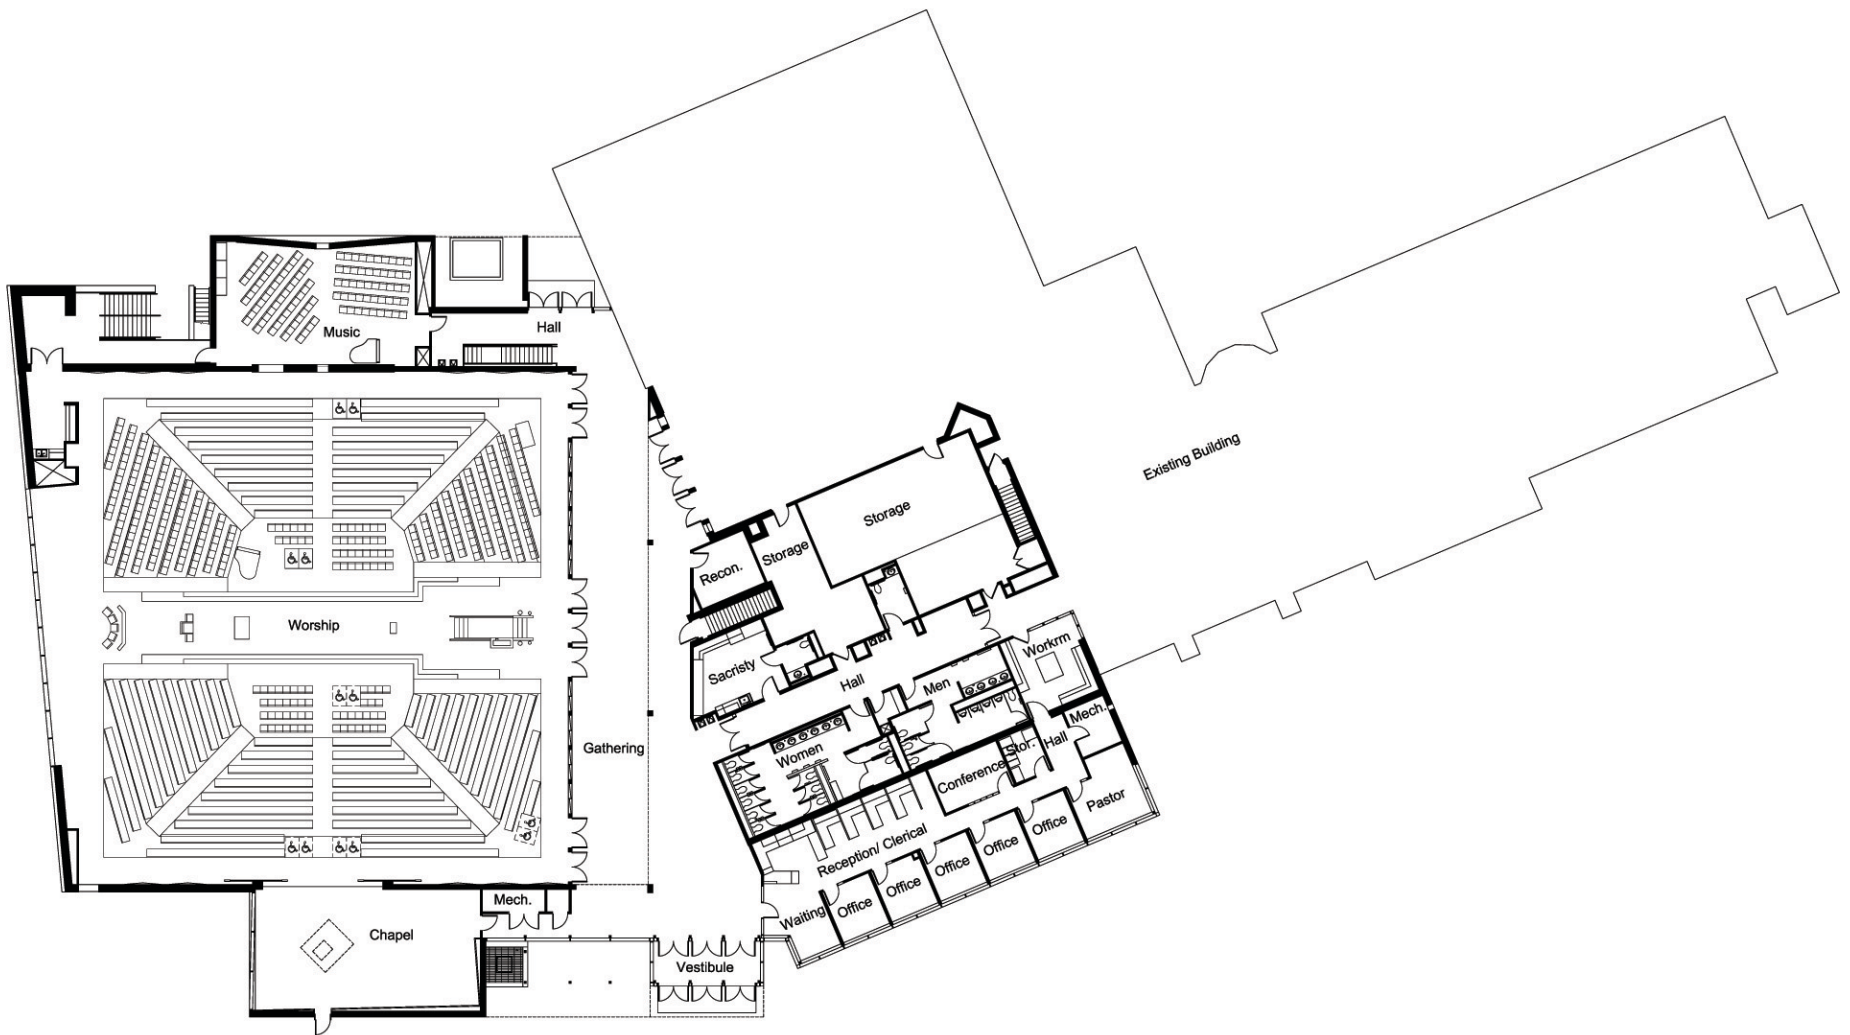 Music
Hall
Existing Building
Storage
Storage
Recon.
Worship
Workrm
Sacristy
Hall
Men
Mech.
Gathering
Women
Stor.
Hall
Conference
Pastor
Reception/ Clerical
Office
Office
Office
Office
Office
Waiting
Mech.
Chapel
Vestibule